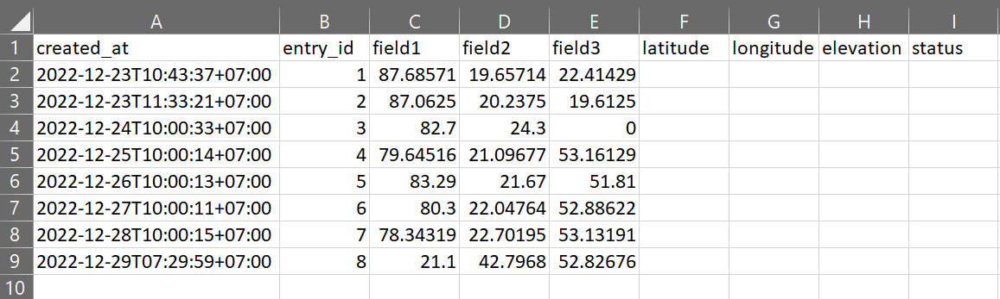 A B C D E F G H I
1 created_at entry_id field1 field2 field3 latitude longitude elevation status
2 2022-12-23T10:43:37+07:00 1 87.68571 19.65714 22.41429
3 2022-12-23T11:33:21+07:00 2 87.0625 20.2375 19.6125
4 2022-12-24T10:00:33+07:00 3 82.7 24.3 0
5 2022-12-25T10:00:14+07:00 4 79.64516 21.09677 53.16129
6 2022-12-26T10:00:13+07:00 5 83.29 21.67 51.81
7 2022-12-27T10:00:11+07:00 6 80.3 22.04764 52.88622
8 2022-12-28T10:00:15+07:00 7 78.34319 22.70195 53.13191
9 2022-12-29T07:29:59+07:00 8 21.1 42.7968 52.82676
10